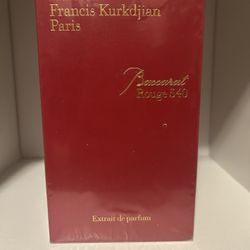 Francis Kurkdjian
Paris
Baccarat
Rouge 540
Extrait de parfum